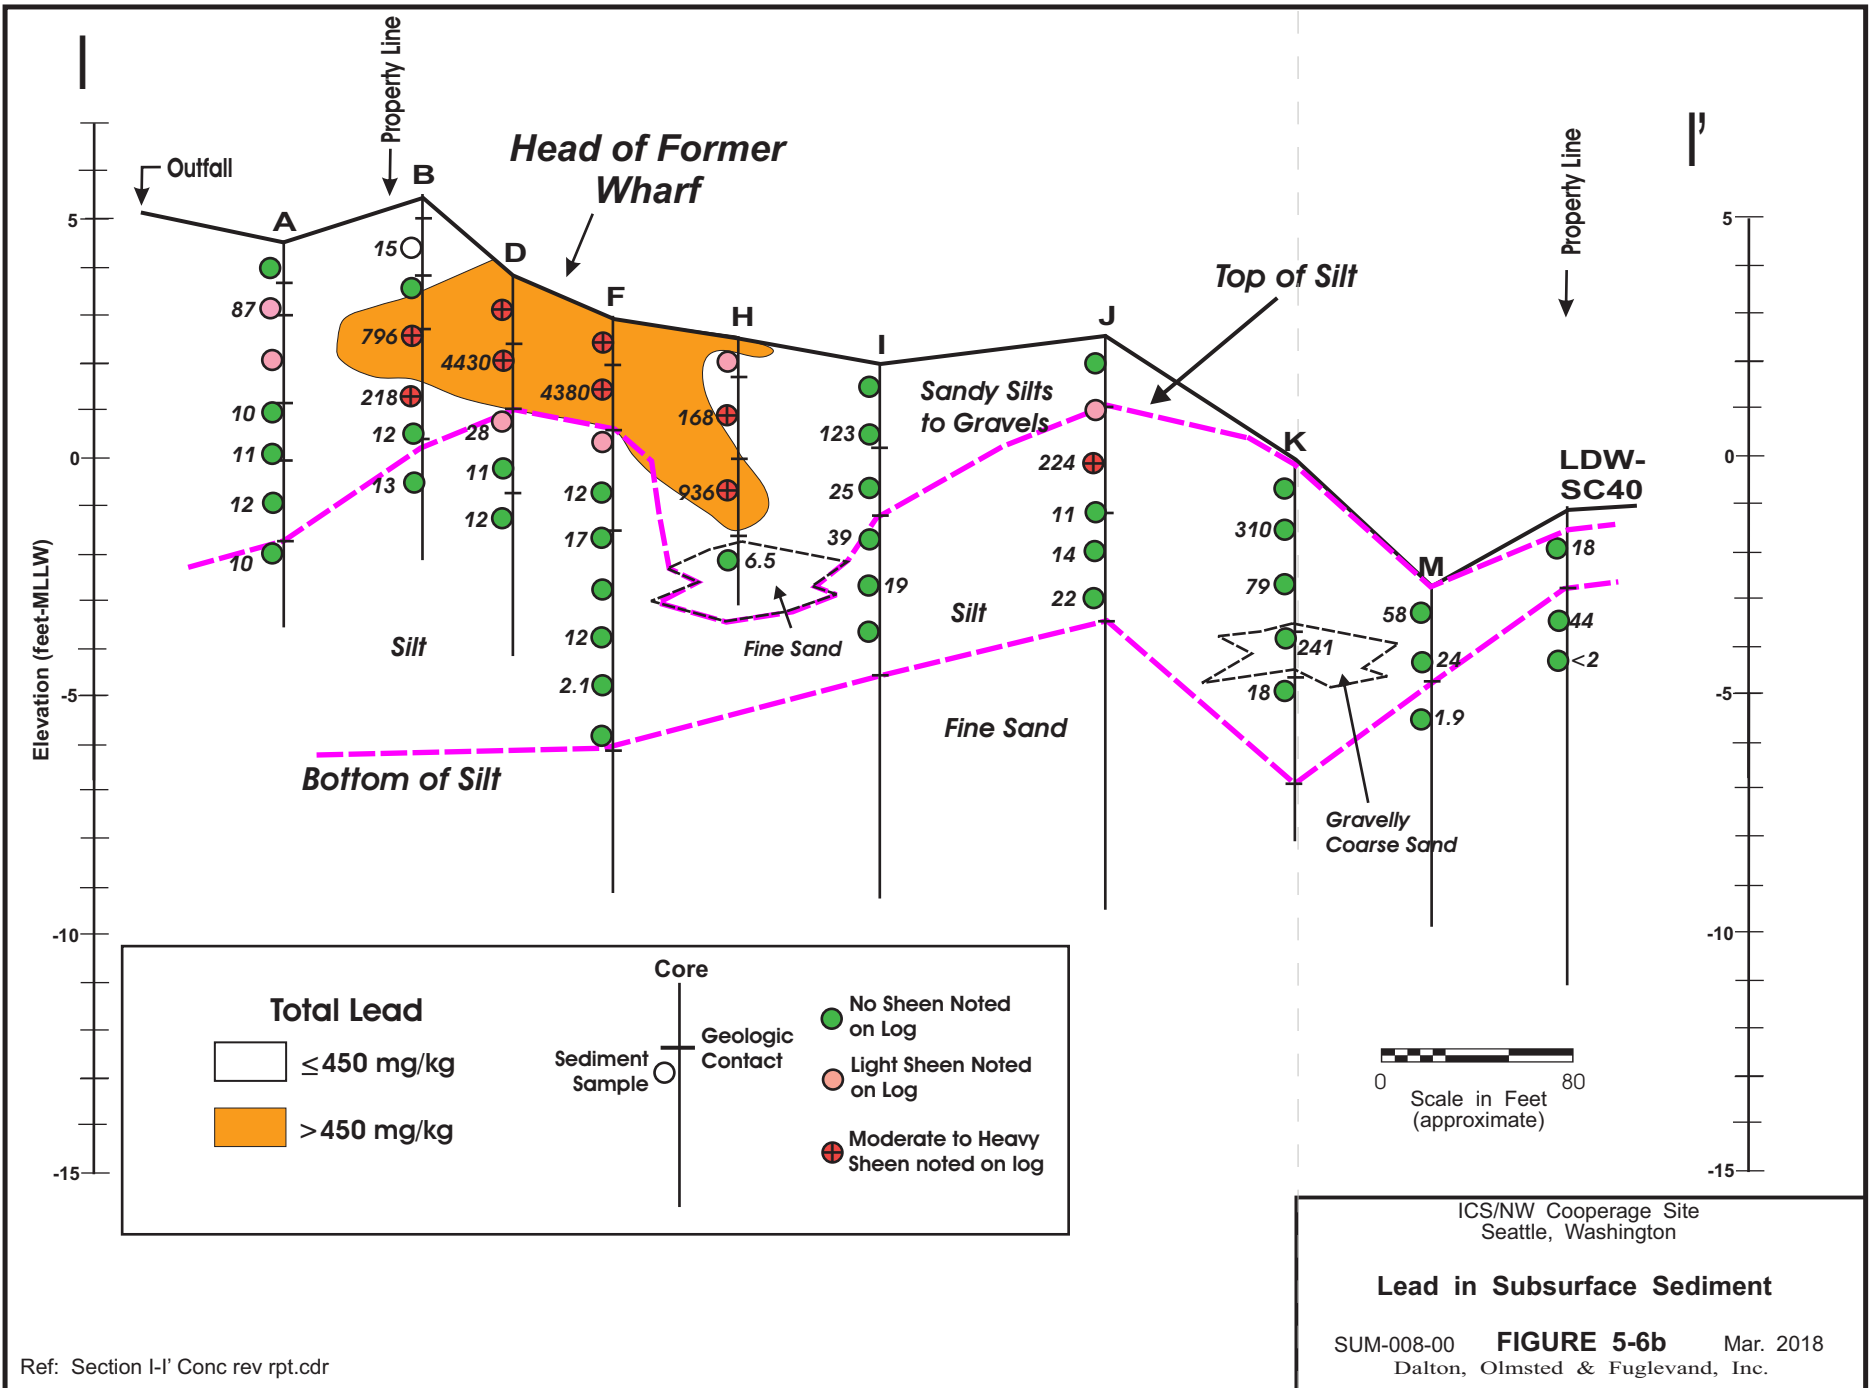 I
I'
Property Line
Outfall
Head of Former
Wharf
Property Line
Top of Silt
A
B
D
F
H
I
J
K
M
LDW-
SC40
Elevation (feet-MLLW)
5
0
-5
-10
-15
5
0
-5
-10
-15
87
10
11
12
10
15
796
218
12
13
4430
28
11
12
4380
12
17
12
2.1
168
936
6.5
123
25
39
19
224
11
14
22
310
79
241
18
58
24
1.9
18
44
<2
Sandy Silts
to Gravels
Silt
Silt
Fine Sand
Fine Sand
Bottom of Silt
Gravelly
Coarse Sand
Total Lead
≤450 mg/kg
>450 mg/kg
Core
Geologic
Contact
Sediment
Sample
No Sheen Noted
on Log
Light Sheen Noted
on Log
Moderate to Heavy
Sheen noted on log
0 80
Scale in Feet
(approximate)
ICS/NW Cooperage Site
Seattle, Washington
Lead in Subsurface Sediment
SUM-008-00 FIGURE 5-6b Mar. 2018
Dalton, Olmsted & Fuglevand, Inc.
Ref: Section I-I' Conc rev rpt.cdr